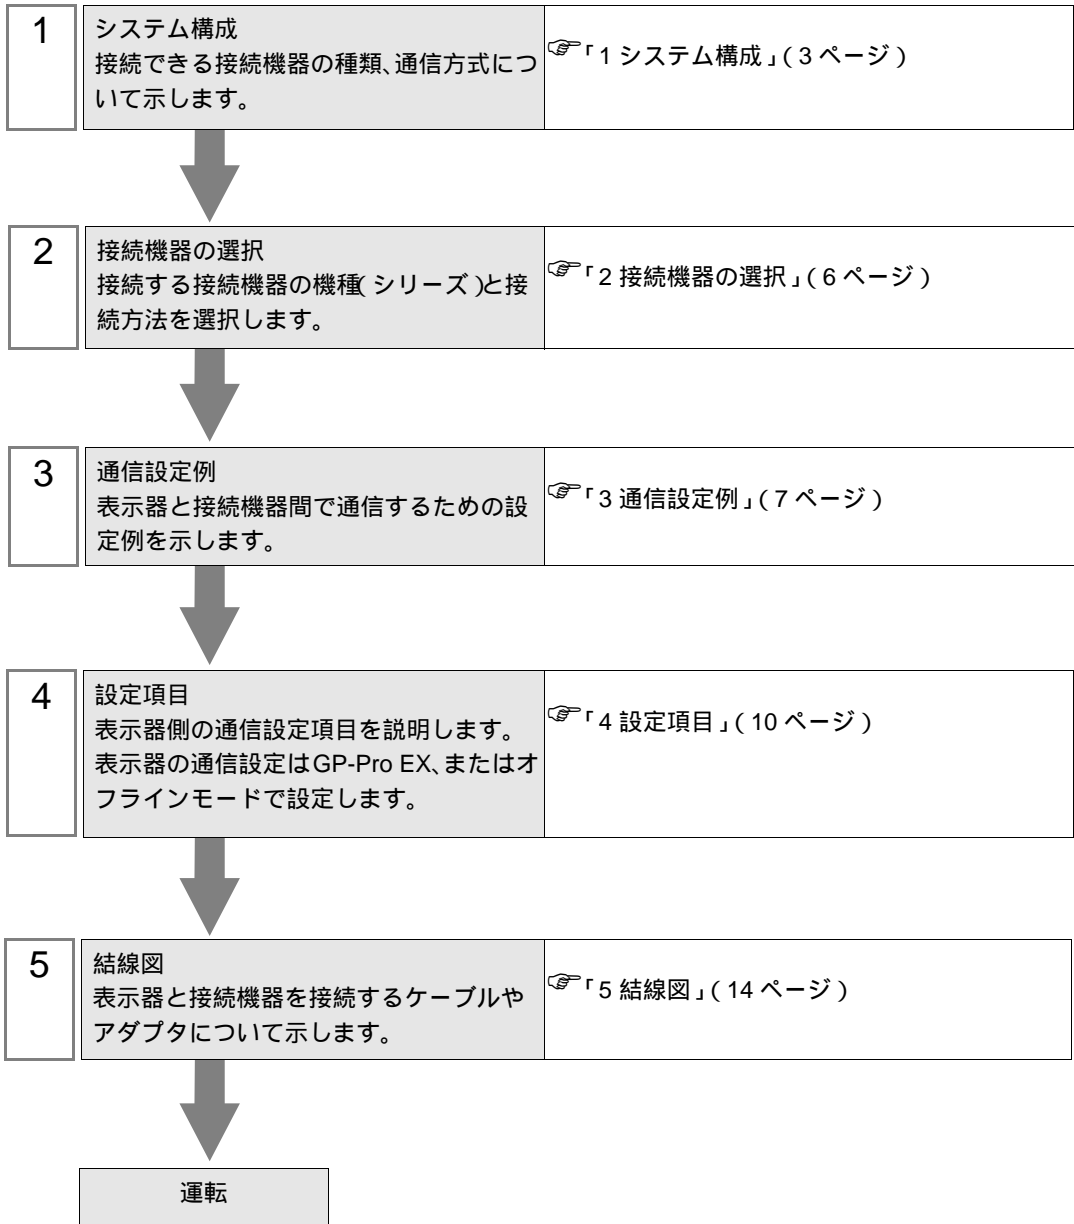 1
システム構成
接続できる接続機器の種類、通信方式につ
いて示します。
☞「1 システム構成」( 3 ページ )
2
接続機器の選択
接続する接続機器の機種( シリーズ )と接
続方法を選択します。
☞「2 接続機器の選択」( 6 ページ )
3
通信設定例
表示器と接続機器間で通信するための設
定例を示します。
☞「3 通信設定例」( 7 ページ )
4
設定項目
表示器側の通信設定項目を説明します。
表示器の通信設定はGP-Pro EX、またはオ
フラインモードで設定します。
☞「4 設定項目」( 10 ページ )
5
結線図
表示器と接続機器を接続するケーブルや
アダプタについて示します。
☞「5 結線図」( 14 ページ )
運転